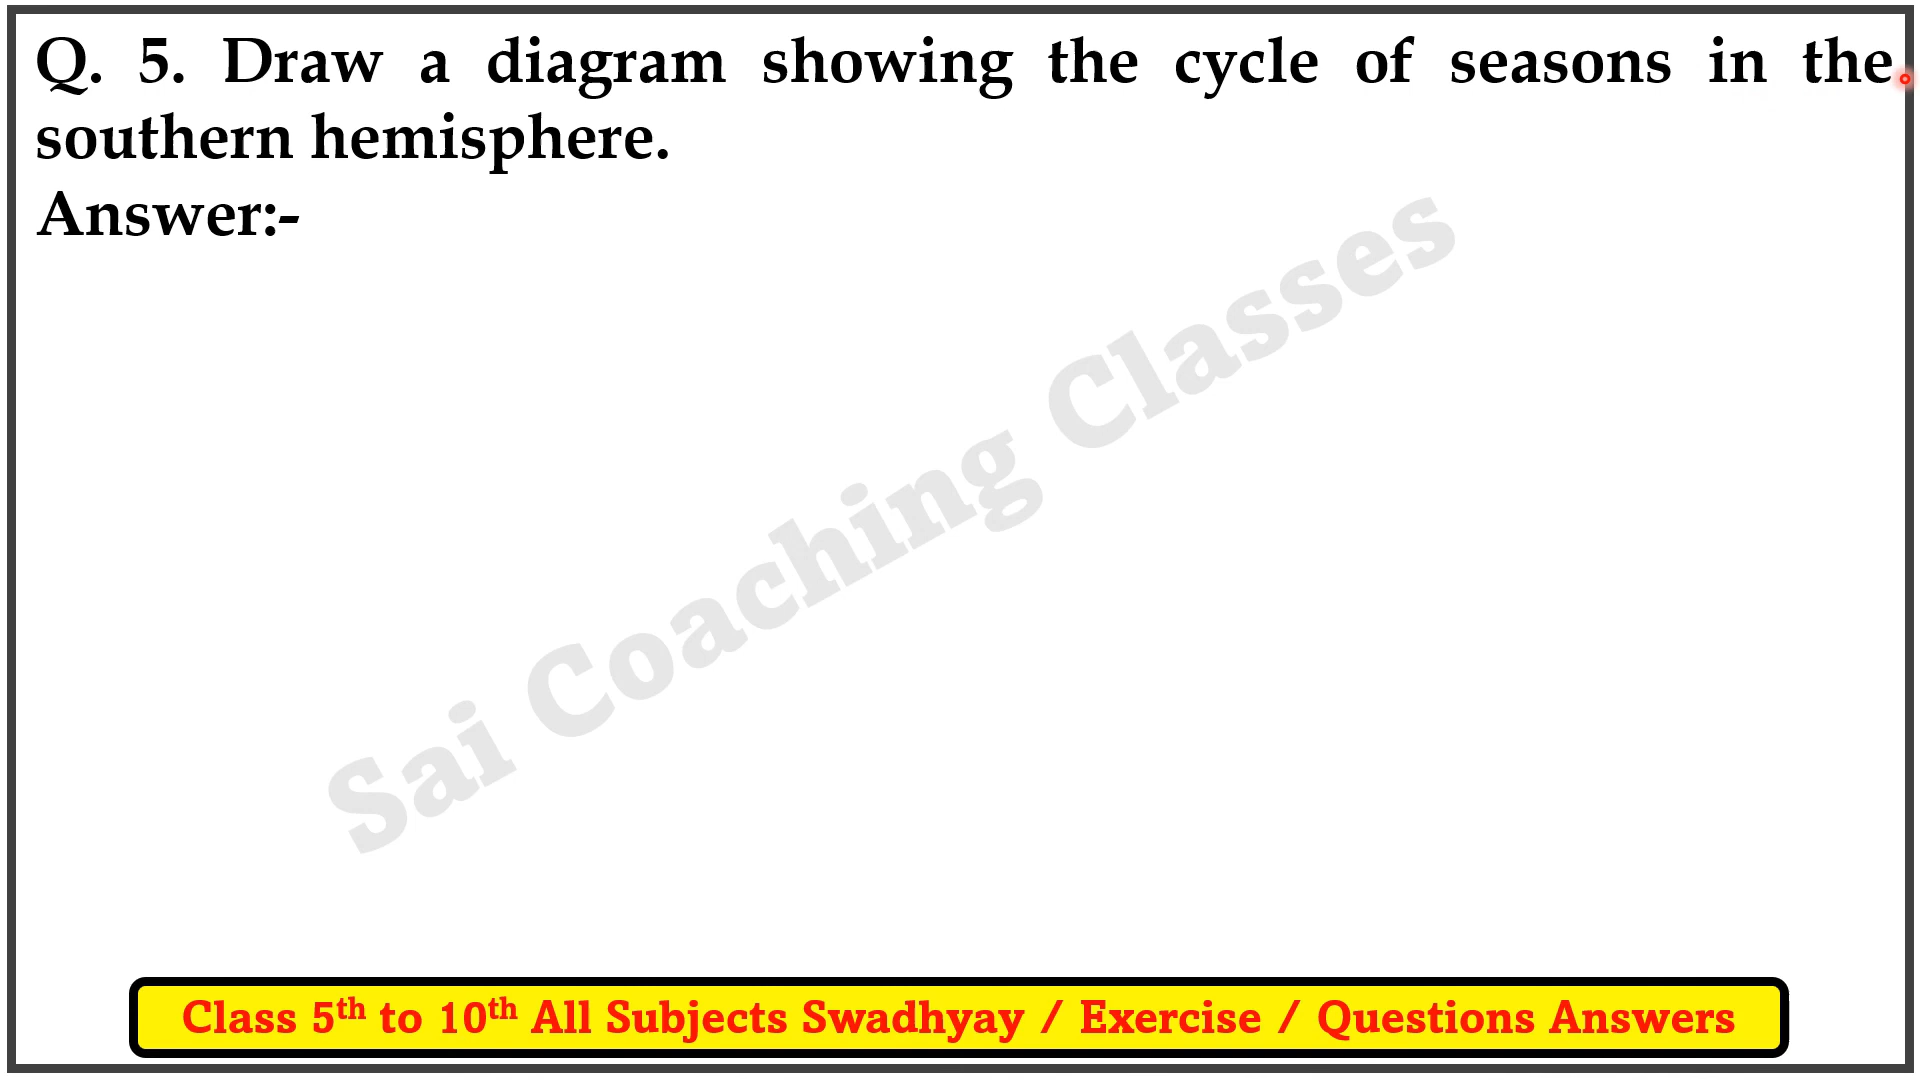 Q. 5. Draw a diagram showing the cycle of seasons in the
southern hemisphere.
Answer:-
Sai Coaching Classes
Class 5th to 10th All Subjects Swadhyay / Exercise / Questions Answers